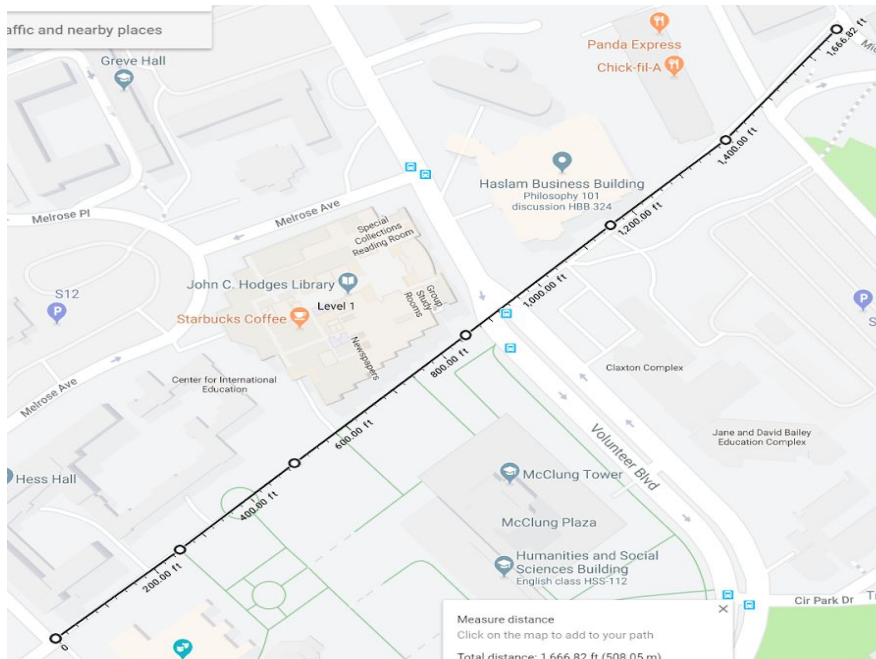 affic and nearby places
Greve Hall
Panda Express
Chick-fil-A
1,666.82 ft
1,400.00 ft
Haslam Business Building
Philosophy 101
discussion HBB 324
Melrose Pl
Melrose Ave
Special
Collections
Reading Room
1,200.00 ft
S12
P
John C. Hodges Library
Level 1
Group
Study
Rooms
1,000.00 ft
P
S
Starbucks Coffee
Newspapers
800.00 ft
Center for International
Education
Melrose Ave
Claxton Complex
600.00 ft
Volunteer Blvd
Jane and David Bailey
Education Complex
Hess Hall
400.00 ft
McClung Tower
McClung Plaza
200.00 ft
Humanities and Social
Sciences Building
English class HSS-112
Cir Park Dr
0
Measure distance
Click on the map to add to your path
Total distance: 1,666.82 ft (508.05 m)